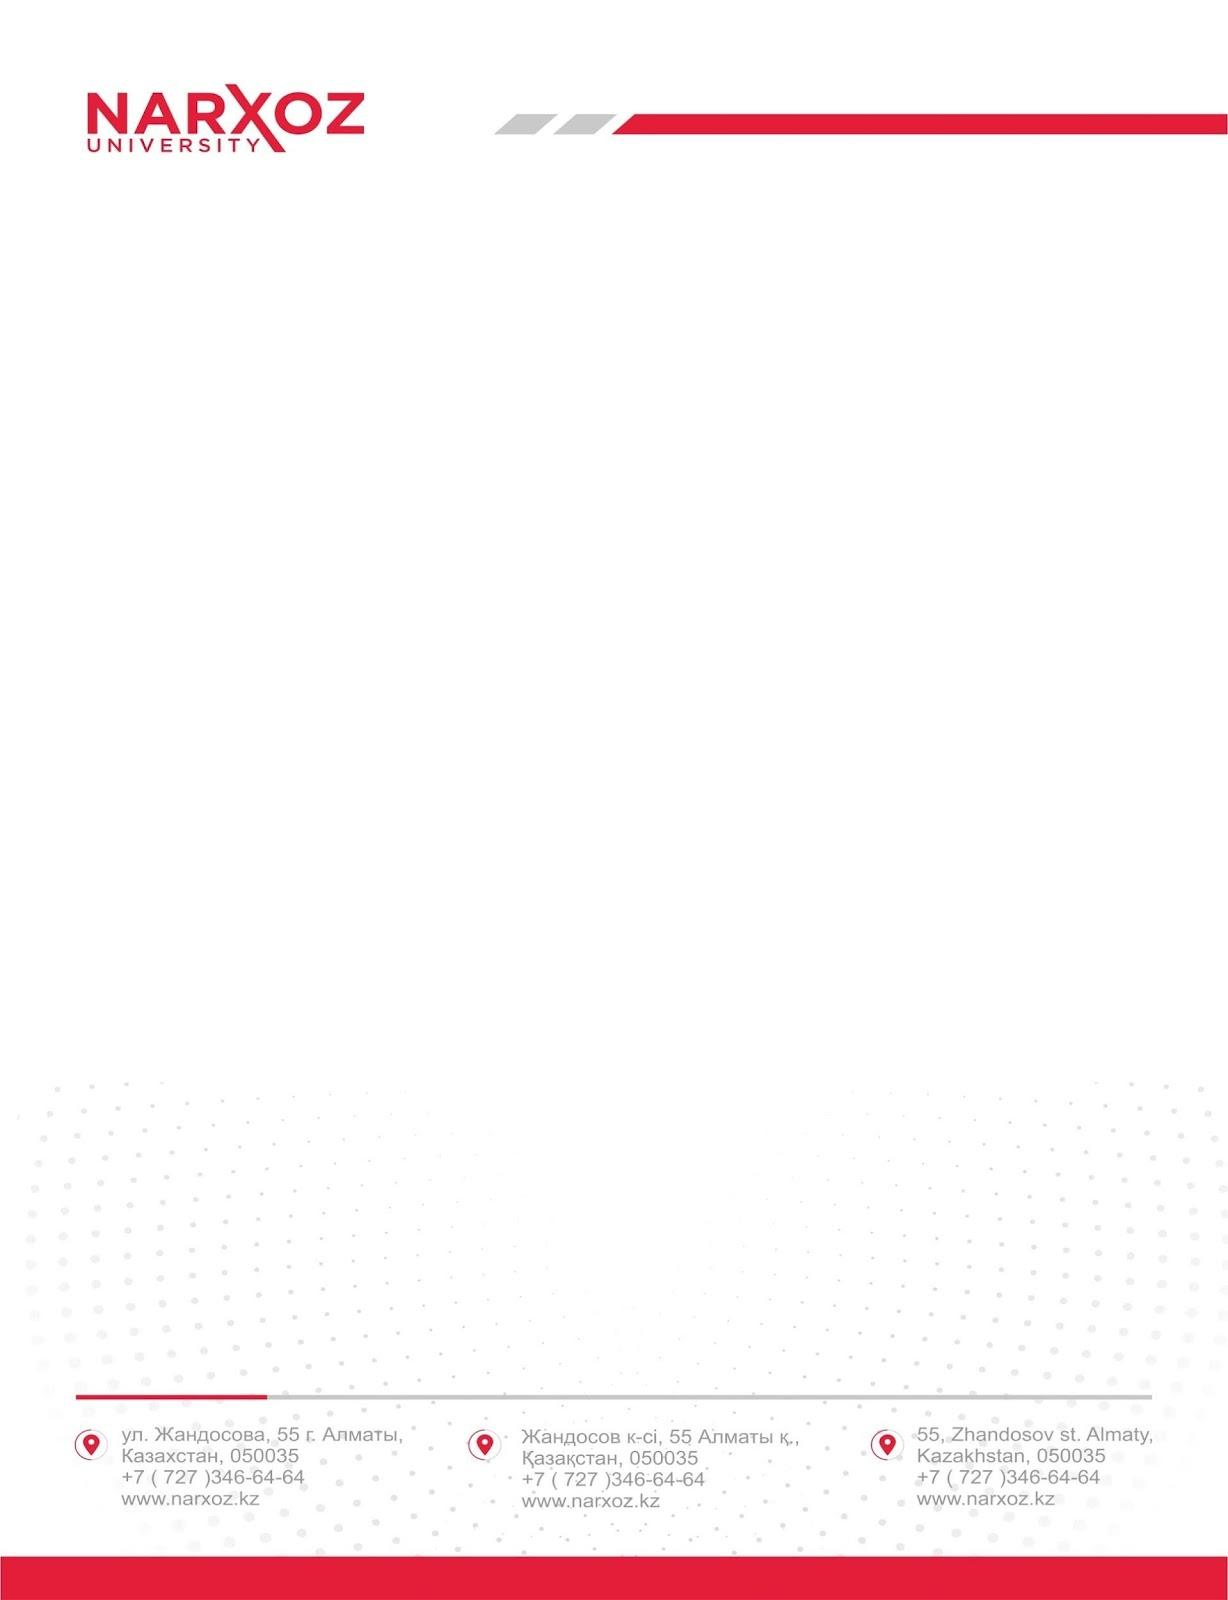 NARXOZ
UNIVERSITY
ул. Жандосова, 55 г. Алматы,
Казахстан, 050035
+7 ( 727 )346-64-64
www.narxoz.kz
Жандосов к-сі, 55 Алматы қ.,
Қазақстан, 050035
+7 ( 727 )346-64-64
www.narxoz.kz
55, Zhandosov st. Almaty,
Kazakhstan, 050035
+7 ( 727 )346-64-64
www.narxoz.kz